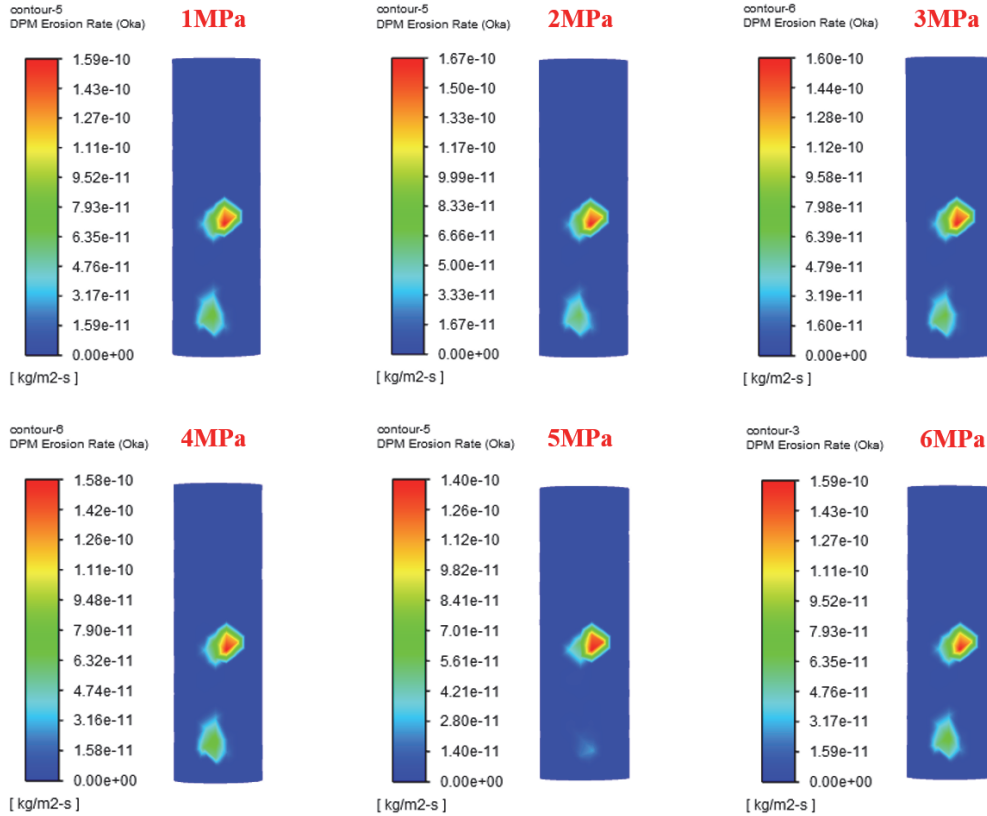 contour-5
DPM Erosion Rate (Oka)
1MPa
1.59e-10
1.43e-10
1.27e-10
1.11e-10
9.52e-11
7.93e-11
6.35e-11
4.76e-11
3.17e-11
1.59e-11
0.00e+00
[ kg/m2-s ]
contour-5
DPM Erosion Rate (Oka)
2MPa
1.67e-10
1.50e-10
1.33e-10
1.17e-10
9.99e-11
8.33e-11
6.66e-11
5.00e-11
3.33e-11
1.67e-11
0.00e+00
[ kg/m2-s ]
contour-6
DPM Erosion Rate (Oka)
3MPa
1.60e-10
1.44e-10
1.28e-10
1.12e-10
9.58e-11
7.98e-11
6.39e-11
4.79e-11
3.19e-11
1.60e-11
0.00e+00
[ kg/m2-s ]
contour-6
DPM Erosion Rate (Oka)
4MPa
1.58e-10
1.42e-10
1.26e-10
1.11e-10
9.48e-11
7.90e-11
6.32e-11
4.74e-11
3.16e-11
1.58e-11
0.00e+00
[ kg/m2-s ]
contour-5
DPM Erosion Rate (Oka)
5MPa
1.40e-10
1.26e-10
1.12e-10
9.82e-11
8.41e-11
7.01e-11
5.61e-11
4.21e-11
2.80e-11
1.40e-11
0.00e+00
[ kg/m2-s ]
contour-3
DPM Erosion Rate (Oka)
6MPa
1.59e-10
1.43e-10
1.27e-10
1.11e-10
9.52e-11
7.93e-11
6.35e-11
4.76e-11
3.17e-11
1.59e-11
0.00e+00
[ kg/m2-s ]